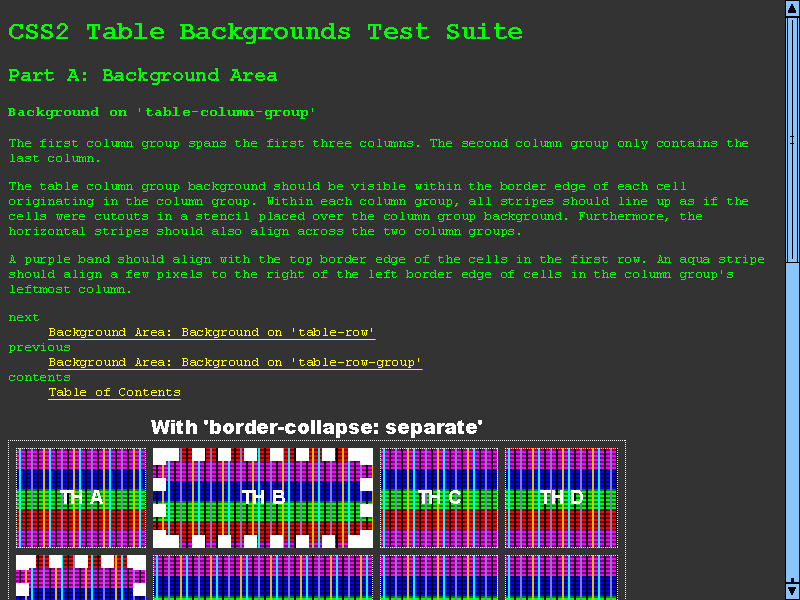 CSS2 Table Backgrounds Test Suite
Part A: Background Area
Background on 'table-column-group'
The first column group spans the first three columns. The second column group only contains the
last column.
The table column group background should be visible within the border edge of each cell
originating in the column group. Within each column group, all stripes should line up as if the
cells were cutouts in a stencil placed over the column group background. Furthermore, the
horizontal stripes should also align across the two column groups.
A purple band should align with the top border edge of the cells in the first row. An aqua stripe
should align a few pixels to the right of the left border edge of cells in the column group's
leftmost column.
next
Background Area: Background on 'table-row'
previous
Background Area: Background on 'table-row-group'
contents
Table of Contents
With 'border-collapse: separate'
TH A TH B TH C TH D